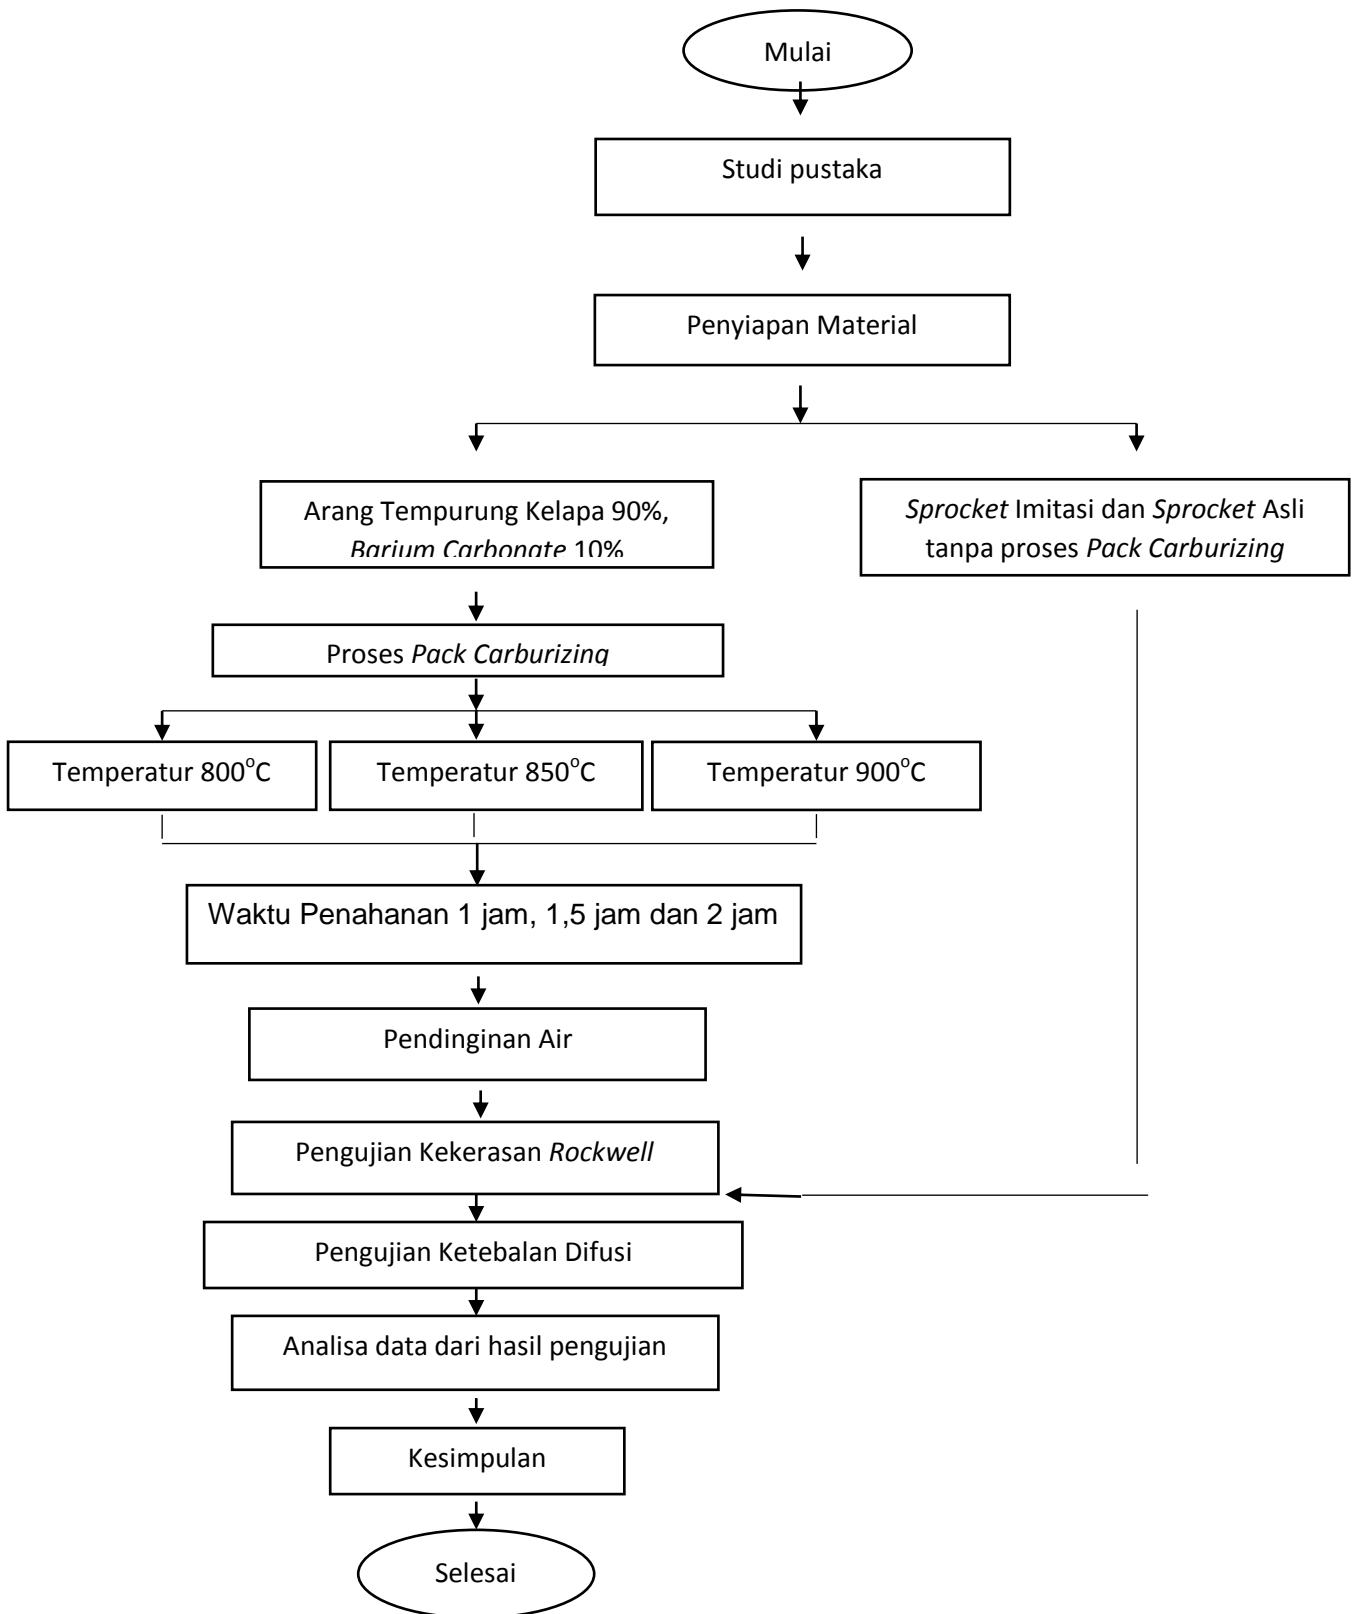 Mulai
Studi pustaka
Penyiapan Material
Arang Tempurung Kelapa 90%,
Barium Carbonate 10%
Sprocket Imitasi dan Sprocket Asli
tanpa proses Pack Carburizing
Proses Pack Carburizing
Temperatur 800°C
Temperatur 850°C
Temperatur 900°C
Waktu Penahanan 1 jam, 1,5 jam dan 2 jam
Pendinginan Air
Pengujian Kekerasan Rockwell
Pengujian Ketebalan Difusi
Analisa data dari hasil pengujian
Kesimpulan
Selesai